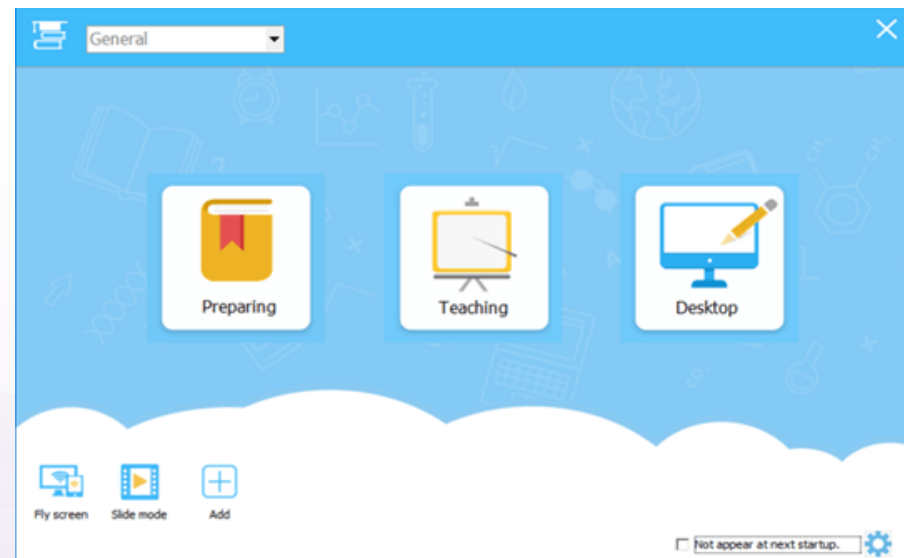 General
Preparing
Teaching
Desktop
Fly screen
Slide mode
Add
Not appear at next startup.